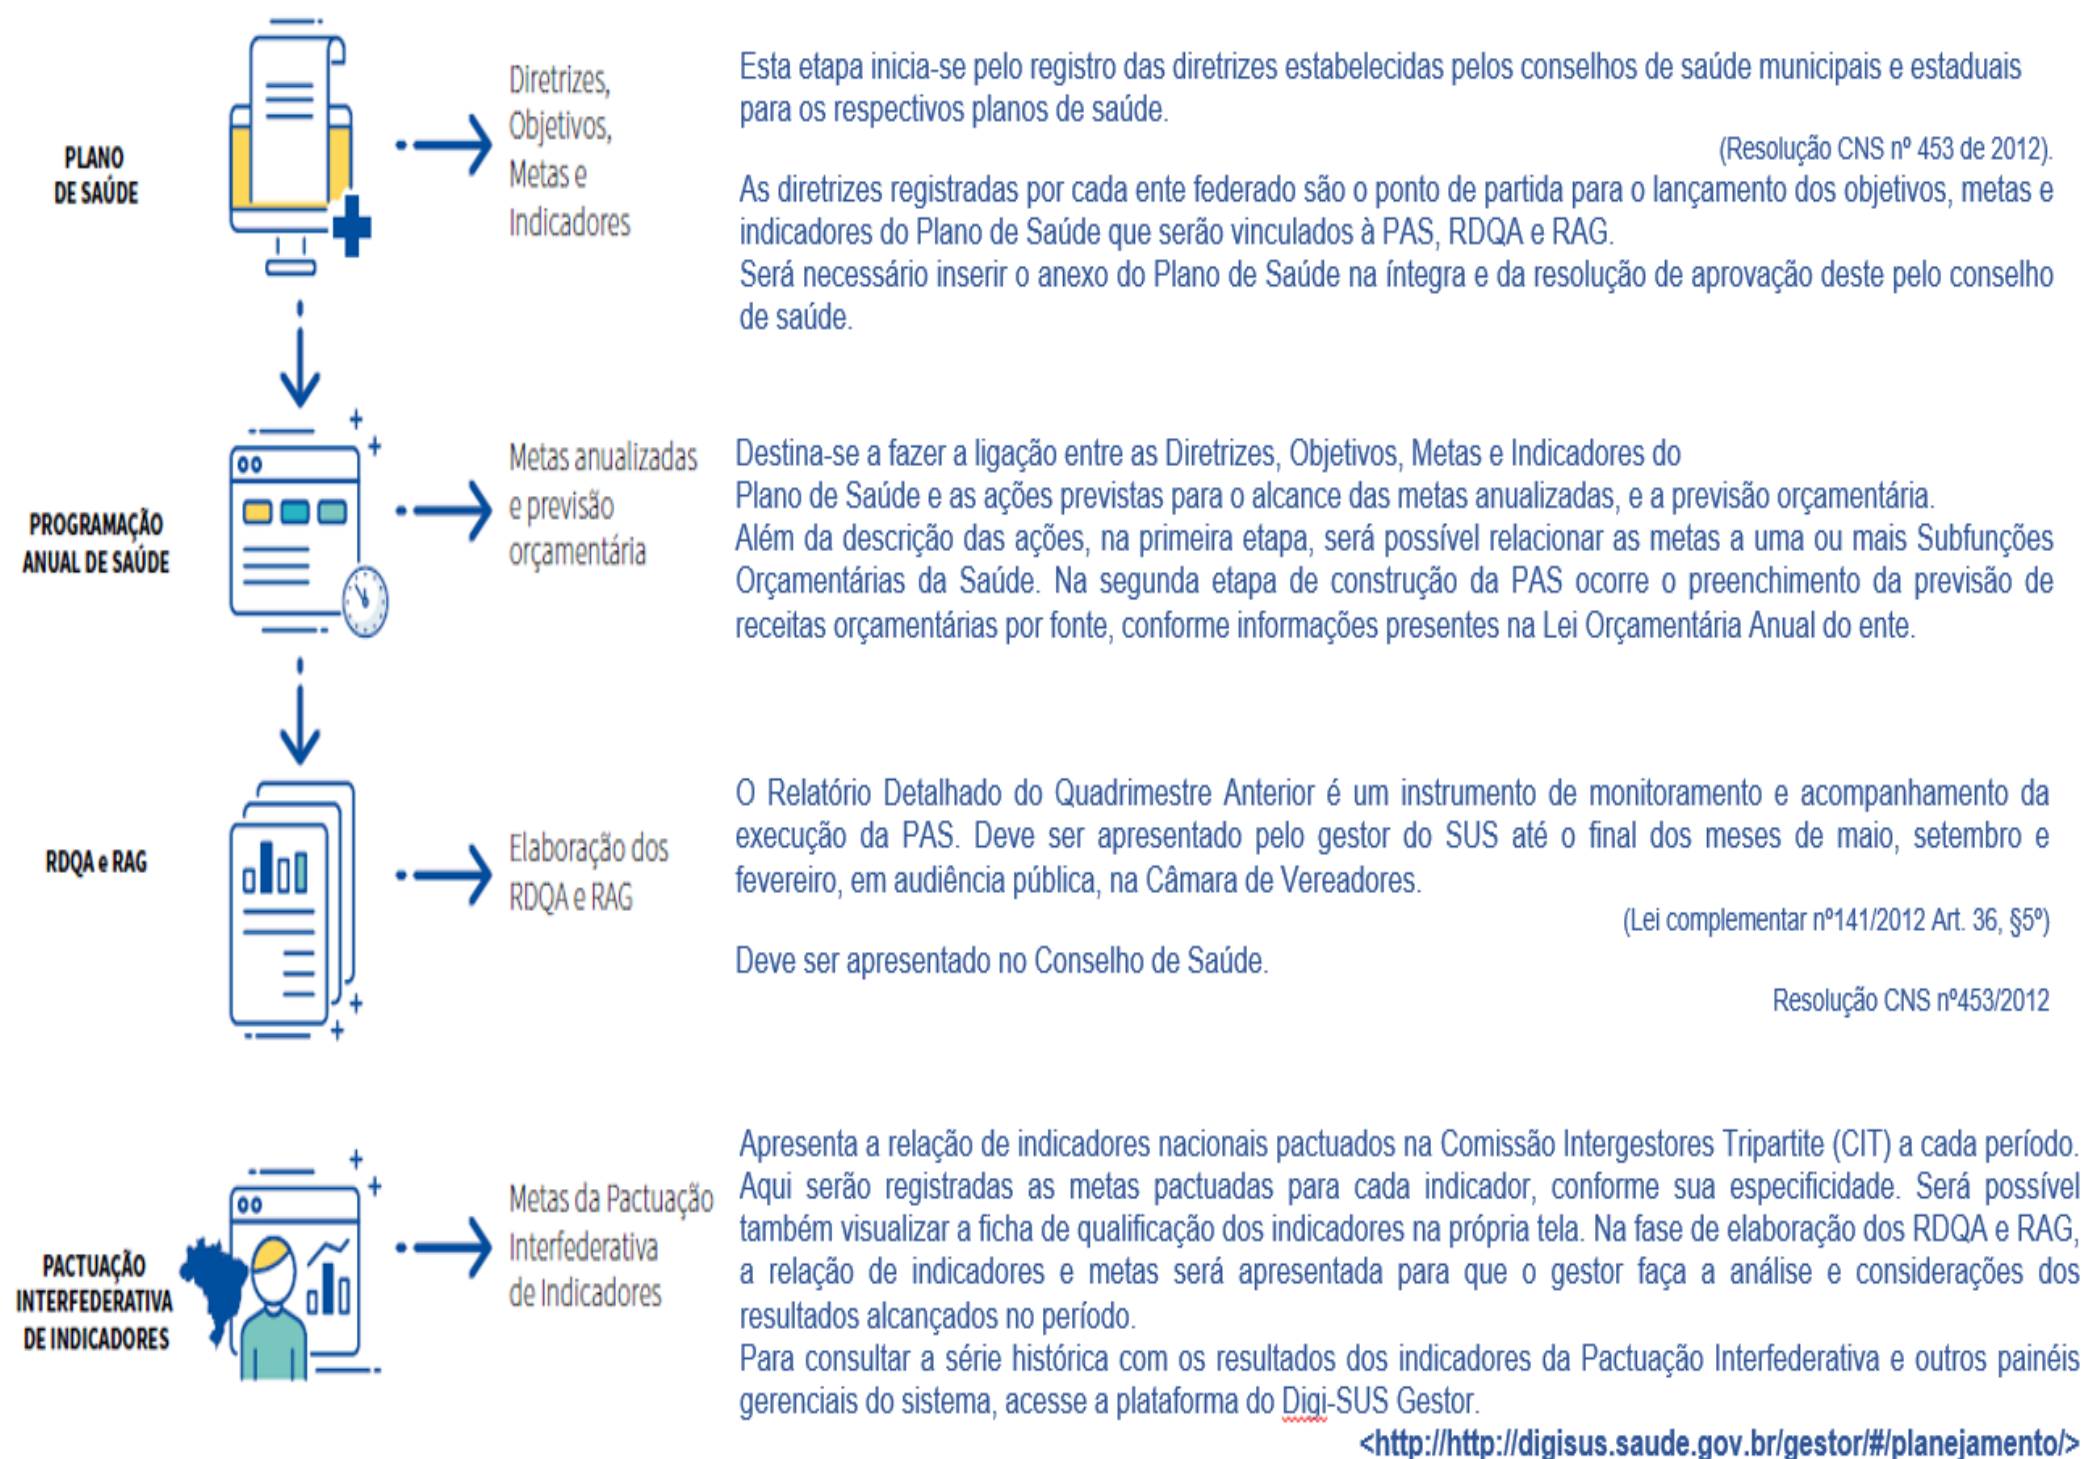 PLANO
DE SAÚDE
Diretrizes,
Objetivos,
Metas e
Indicadores
Esta etapa inicia-se pelo registro das diretrizes estabelecidas pelos conselhos de saúde municipais e estaduais
para os respectivos planos de saúde.
(Resolução CNS nº 453 de 2012).
As diretrizes registradas por cada ente federado são o ponto de partida para o lançamento dos objetivos, metas e
indicadores do Plano de Saúde que serão vinculados à PAS, RDQA e RAG.
Será necessário inserir o anexo do Plano de Saúde na íntegra e da resolução de aprovação deste pelo conselho
de saúde.
PROGRAMAÇÃO
ANUAL DE SAÚDE
Metas anualizadas
e previsão
orçamentária
Destina-se a fazer a ligação entre as Diretrizes, Objetivos, Metas e Indicadores do
Plano de Saúde e as ações previstas para o alcance das metas anualizadas, e a previsão orçamentária.
Além da descrição das ações, na primeira etapa, será possível relacionar as metas a uma ou mais Subfunções
Orçamentárias da Saúde. Na segunda etapa de construção da PAS ocorre o preenchimento da previsão de
receitas orçamentárias por fonte, conforme informações presentes na Lei Orçamentária Anual do ente.
RDQA e RAG
Elaboração dos
RDQA e RAG
O Relatório Detalhado do Quadrimestre Anterior é um instrumento de monitoramento e acompanhamento da
execução da PAS. Deve ser apresentado pelo gestor do SUS até o final dos meses de maio, setembro e
fevereiro, em audiência pública, na Câmara de Vereadores.
(Lei complementar nº141/2012 Art. 36, §5º)
Deve ser apresentado no Conselho de Saúde.
Resolução CNS nº453/2012
PACTUAÇÃO
INTERFEDERATIVA
DE INDICADORES
Metas da Pactuação
Interfederativa
de Indicadores
Apresenta a relação de indicadores nacionais pactuados na Comissão Intergestores Tripartite (CIT) a cada período.
Aqui serão registradas as metas pactuadas para cada indicador, conforme sua especificidade. Será possível
também visualizar a ficha de qualificação dos indicadores na própria tela. Na fase de elaboração dos RDQA e RAG,
a relação de indicadores e metas será apresentada para que o gestor faça a análise e considerações dos
resultados alcançados no período.
Para consultar a série histórica com os resultados dos indicadores da Pactuação Interfederativa e outros painéis
gerenciais do sistema, acesse a plataforma do Digi-SUS Gestor.
<http://http://digisus.saude.gov.br/gestor/#/planejamento/>